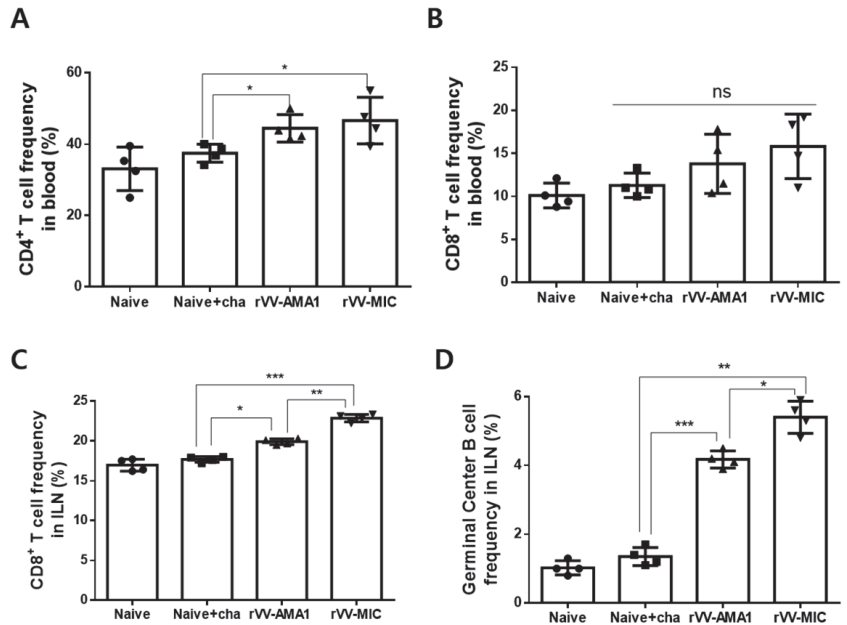 A
CD4+ T cell frequency
in blood (%)
60
40
20
0
*
*
Naive
Naive+cha
rVV-AMA1
rVV-MIC
B
CD8+ T cell frequency
in blood (%)
25
20
15
10
5
0
ns
Naive
Naive+cha
rVV-AMA1
rVV-MIC
C
CD8+ T cell frequency
in ILN (%)
25
20
15
10
5
0
***
*
**
Naive
Naive+cha
rVV-AMA1
rVV-MIC
D
Germinal Center B cell
frequency in ILN (%)
6
4
2
0
**
*
***
Naive
Naive+cha
rVV-AMA1
rVV-MIC